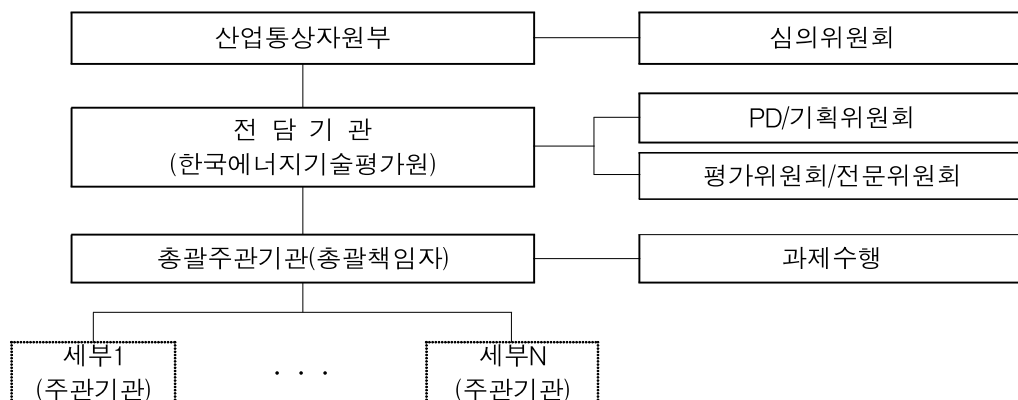 산업통상자원부
심의위원회
전 담 기 관
(한국에너지기술평가원)
PD/기획위원회
평가위원회/전문위원회
총괄주관기관(총괄책임자)
과제수행
세부1
(주관기관)
· · ·
세부N
(주관기관)